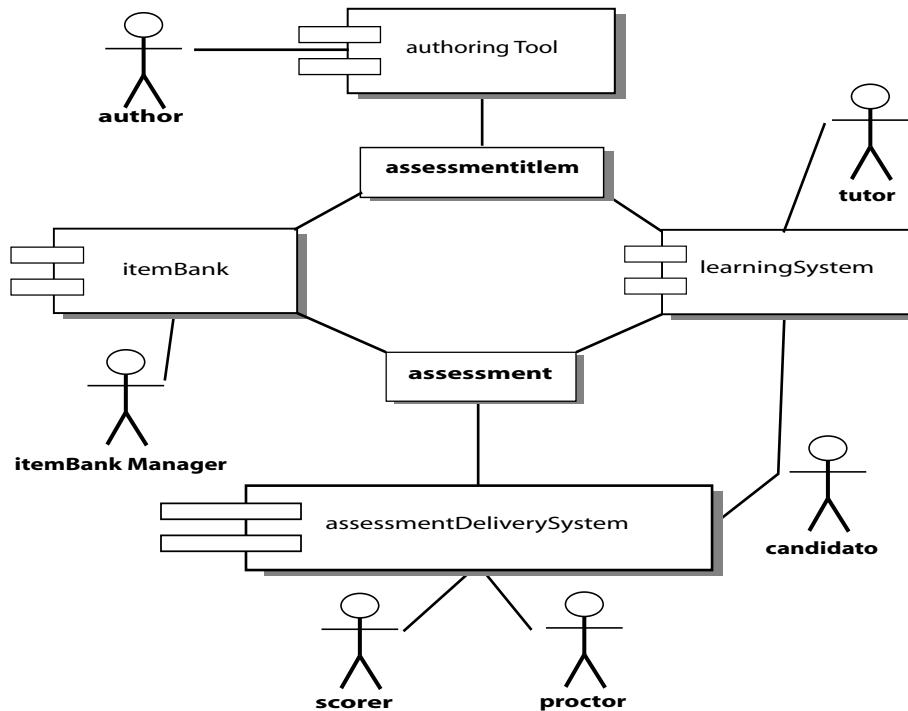 authoring Tool
author
assessmentitlem
tutor
itemBank
learningSystem
assessment
itemBank Manager
assessmentDeliverySystem
candidato
scorer
proctor